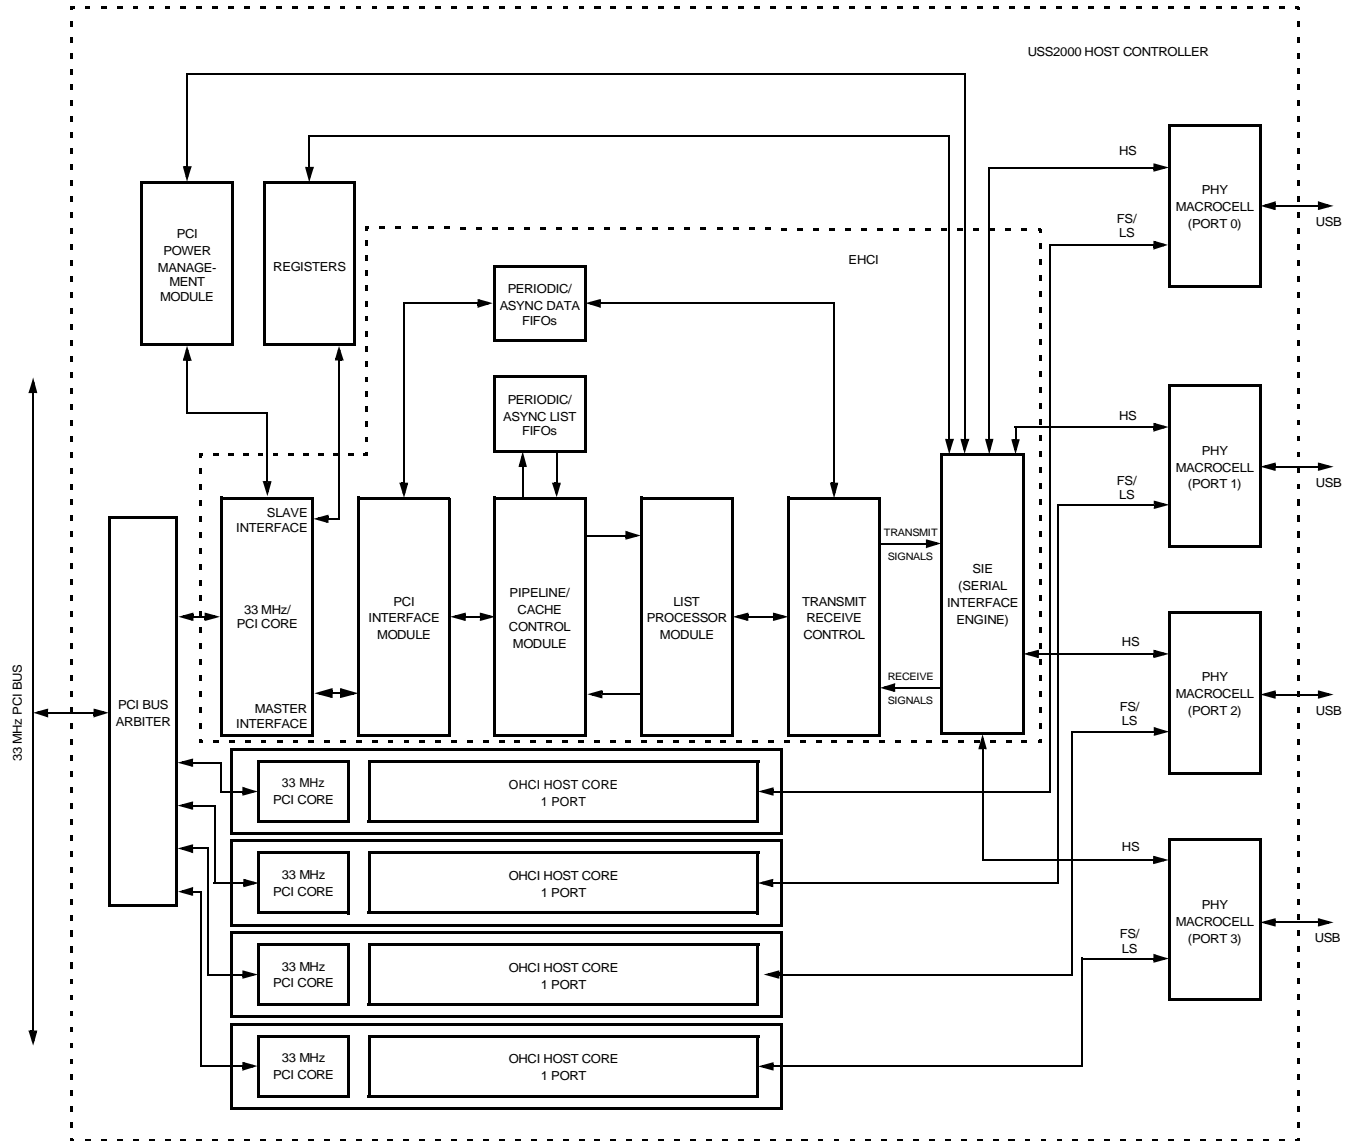 USS2000 HOST CONTROLLER
HS
PHY
MACROCELL
(PORT 0)
FS/
LS
USB
PCI
POWER
MANAGE-
MENT
MODULE
REGISTERS
EHCI
PERIODIC/
ASYNC DATA
FIFOs
PERIODIC/
ASYNC LIST
FIFOs
HS
PHY
MACROCELL
(PORT 1)
FS/
LS
USB
SLAVE
INTERFACE
33 MHz/
PCI CORE
MASTER
INTERFACE
PCI
INTERFACE
MODULE
PIPELINE/
CACHE
CONTROL
MODULE
LIST
PROCESSOR
MODULE
TRANSMIT
RECEIVE
CONTROL
TRANSMIT
SIGNALS
RECEIVE
SIGNALS
SIE
(SERIAL
INTERFACE
ENGINE)
HS
PHY
MACROCELL
(PORT 2)
FS/
LS
USB
33 MHz PCI BUS
PCI BUS
ARBITER
33 MHz
PCI CORE
OHCI HOST CORE
1 PORT
33 MHz
PCI CORE
OHCI HOST CORE
1 PORT
33 MHz
PCI CORE
OHCI HOST CORE
1 PORT
33 MHz
PCI CORE
OHCI HOST CORE
1 PORT
HS
PHY
MACROCELL
(PORT 3)
FS/
LS
USB